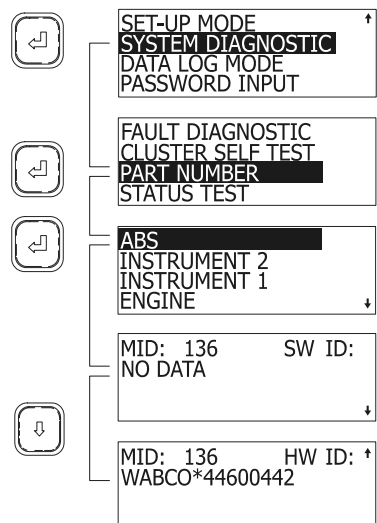 SET-UP MODE
SYSTEM DIAGNOSTIC
DATA LOG MODE
PASSWORD INPUT
FAULT DIAGNOSTIC
CLUSTER SELF TEST
PART NUMBER
STATUS TEST
ABS
INSTRUMENT 2
INSTRUMENT 1
ENGINE
MID: 136 SW ID:
NO DATA
MID: 136 HW ID:
WABCO*44600442